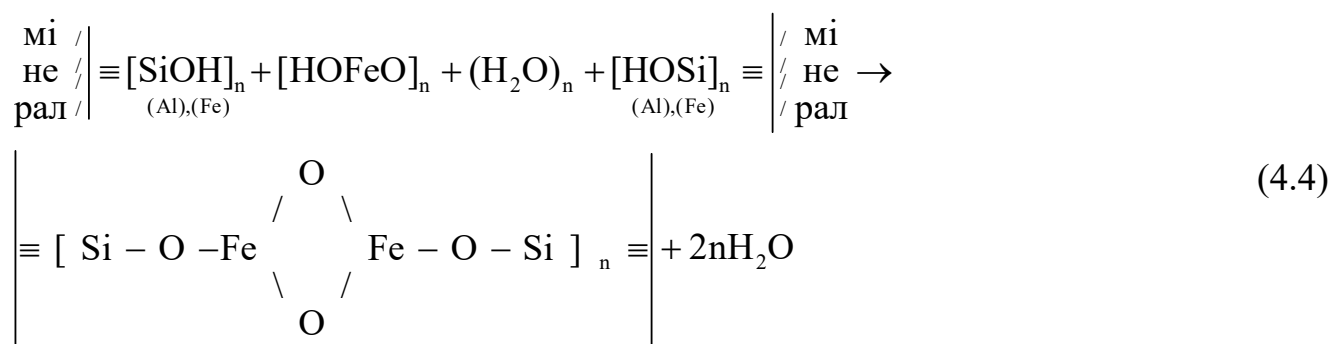 мі / мі
не / ≡ [SiOH]ₙ + [HOFeO]ₙ + (H₂O)ₙ + [HOSi]ₙ ≡ / не →
рал / (Al),(Fe) (Al),(Fe) / рал
O
/ \
≡ [ Si – O –Fe Fe – O – Si ] ₙ ≡ + 2nH₂O (4.4)
\ /
O